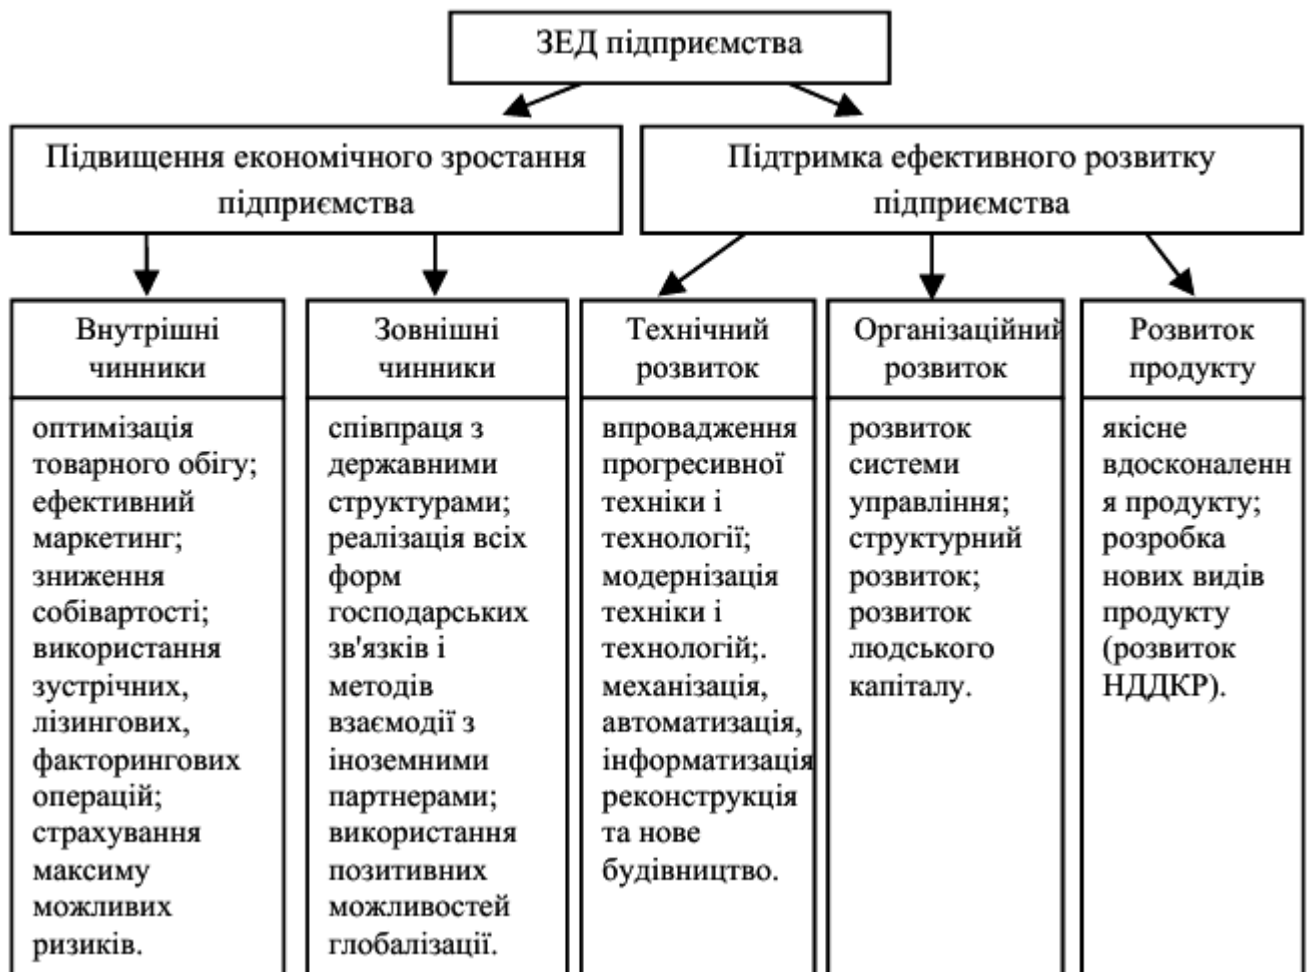 ЗЕД підприємства
Підвищення економічного зростання
підприємства
Підтримка ефективного розвитку
підприємства
Внутрішні
чинники
оптимізація
товарного обігу;
ефективний
маркетинг;
зниження
собівартості;
використання
зустрічних,
лізингових,
факторингових
операцій;
страхування
максиму
можливих
ризиків.
Зовнішні
чинники
співпраця з
державними
структурами;
реалізація всіх
форм
господарських
зв'язків і
методів
взаємодії з
іноземними
партнерами;
використання
позитивних
можливостей
глобалізації.
Технічний
розвиток
впровадження
прогресивної
техніки і
технології;
модернізація
техніки і
технологій;.
механізація,
автоматизація,
інформатизація
реконструкція
та нове
будівництво.
Організаційний
розвиток
розвиток
системи
управління;
структурний
розвиток;
розвиток
людського
капіталу.
Розвиток
продукту
якісне
вдосконаленн
я продукту;
розробка
нових видів
продукту
(розвиток
НДДКР).